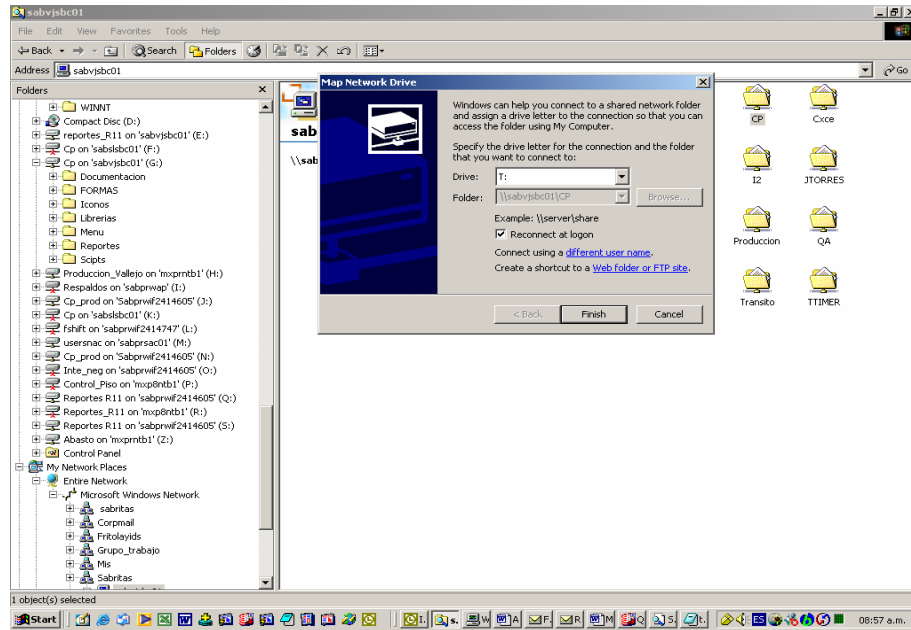 sabvjsbc01
File Edit View Favorites Tools Help
Back Search Folders
Address sabvjsbc01 Go
Folders
WINNT
Compact Disc (D:)
reportes_R11 on 'sabvjsbc01' (E:)
Cp on 'sabslsbc01' (F:)
Cp on 'sabvjsbc01' (G:)
Documentacion
FORMAS
Iconos
Librerias
Menu
Reportes
Scipts
Produccion_Vallejo on 'mxprntb1' (H:)
Respaldos on 'sabprwap' (I:)
Cp_prod on 'Sabprwif2414605' (J:)
Cp on 'sabslsbc01' (K:)
fshift on 'sabprwif2414747' (L:)
usersnac on 'sabprsac01' (M:)
Cp_prod on 'Sabprwif2414605' (N:)
Inte_neg on 'sabprwif2414605' (O:)
Control_Piso on 'mxp8ntb1' (P:)
Reportes R11 on 'sabprwif2414605' (Q:)
Reportes_R11 on 'mxp8ntb1' (R:)
Reportes R11 on 'sabprwif2414605' (S:)
Abasto on 'mxprntb1' (Z:)
Control Panel
My Network Places
Entire Network
Microsoft Windows Network
sabritas
Corpmail
Fritolayids
Grupo_trabajo
Mis
Sabritas
sab
\\sab
Map Network Drive
Windows can help you connect to a shared network folder
and assign a drive letter to the connection so that you can
access the folder using My Computer.
Specify the drive letter for the connection and the folder
that you want to connect to:
Drive: T:
Folder: \\sabvjsbc01\CP Browse...
Example: \\server\share
Reconnect at logon
Connect using a different user name.
Create a shortcut to a Web folder or FTP site.
< Back Finish Cancel
CP Cxce
I2 JTORRES
Produccion QA
Transito TTIMER
1 object(s) selected
Start I. s. W A F. R M Q S. t. ES 08:57 a.m.